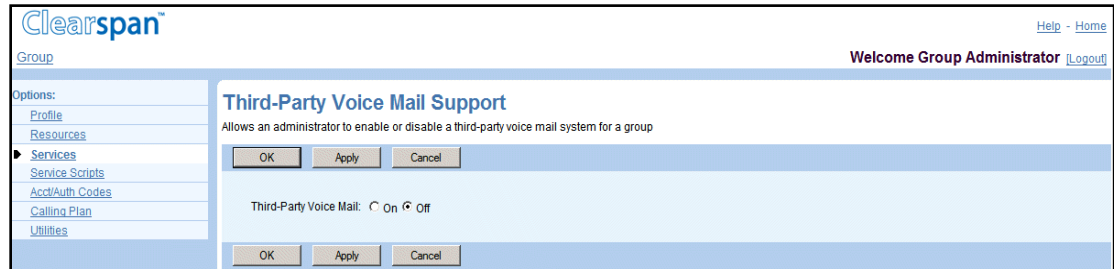 Clearspan™
Help - Home
Group
Welcome Group Administrator [Logout]
Options:
Profile
Resources
Services
Service Scripts
Acct/Auth Codes
Calling Plan
Utilities
Third-Party Voice Mail Support
Allows an administrator to enable or disable a third-party voice mail system for a group
OK Apply Cancel
Third-Party Voice Mail: On Off
OK Apply Cancel